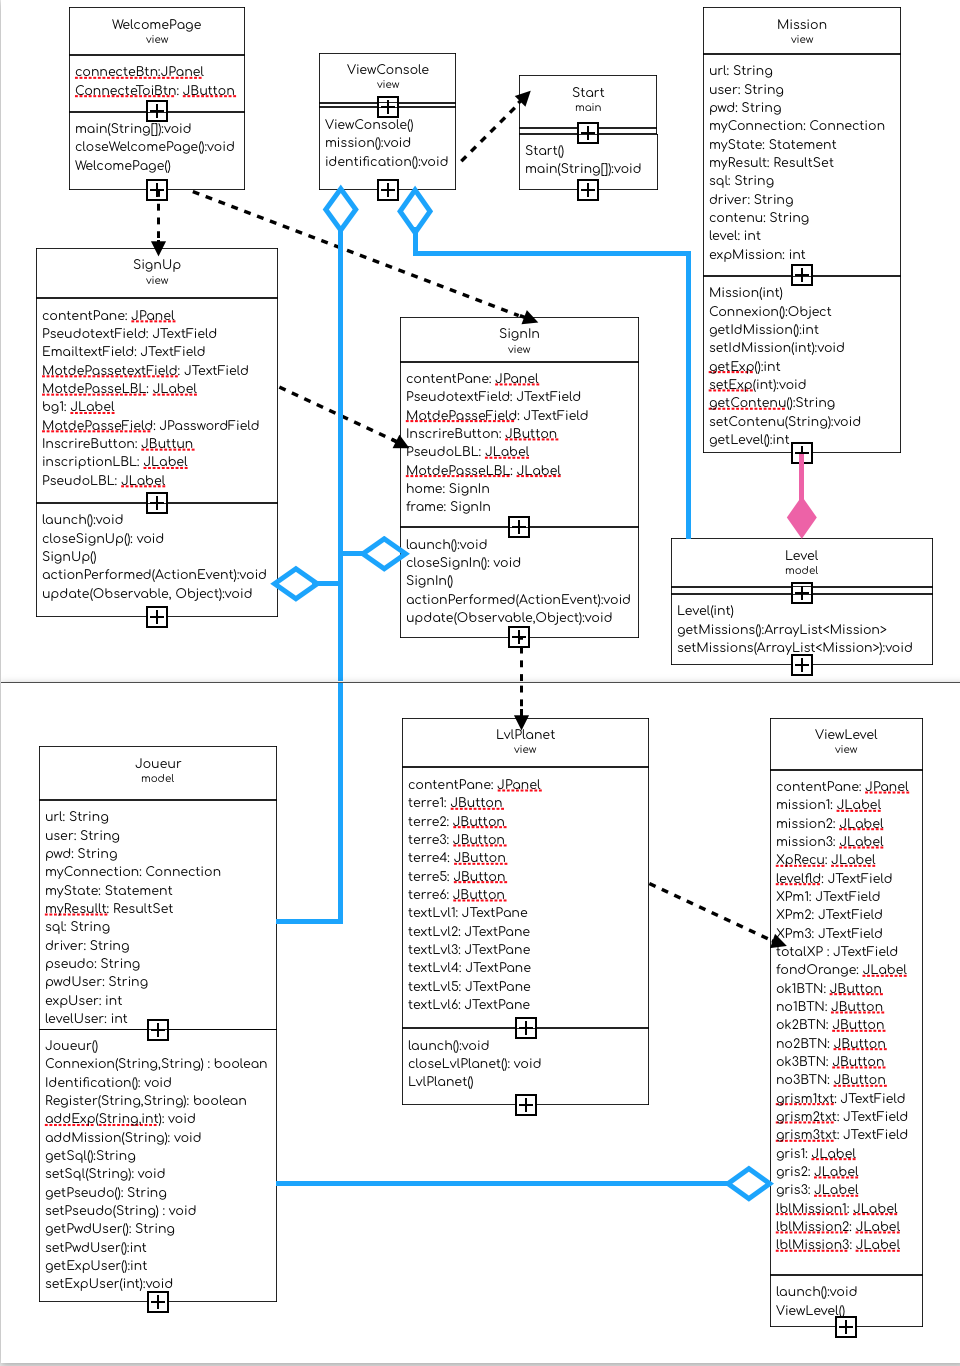 WelcomePage
view
connecteBtn:JPanel
ConnecteToiBtn: JButton
main(String[]):void
closeWelcomePage():void
WelcomePage()
ViewConsole
view
ViewConsole()
mission():void
identification():void
Start
main
Start()
main(String[]):void
Mission
view
url: String
user: String
pwd: String
myConnection: Connection
myState: Statement
myResult: ResultSet
sql: String
driver: String
contenu: String
level: int
expMission: int
Mission(int)
Connexion():Object
getIdMission():int
setIdMission(int):void
getExp():int
setExp(int):void
getContenu():String
setContenu(String):void
getLevel():int
SignUp
view
contentPane: JPanel
PseudotextField: JTextField
EmailtextField: JTextField
MotdePassetextField: JTextField
MotdePasseLBL: JLabel
bg1: JLabel
MotdePasseField: JPasswordField
InscrireButton: JButtun
inscriptionLBL: JLabel
PseudoLBL: JLabel
launch():void
closeSignUp(): void
SignUp()
actionPerformed(ActionEvent):void
update(Observable, Object):void
SignIn
view
contentPane: JPanel
PseudotextField: JTextField
MotdePasseField: JTextField
InscrireButton: JButton
PseudoLBL: JLabel
MotdePasseLBL: JLabel
home: SignIn
frame: SignIn
launch():void
closeSignIn(): void
SignIn()
actionPerformed(ActionEvent):void
update(Observable,Object):void
Level
model
Level(int)
getMissions():ArrayList<Mission>
setMissions(ArrayList<Mission>):void
Joueur
model
url: String
user: String
pwd: String
myConnection: Connection
myState: Statement
myResullt: ResultSet
sql: String
driver: String
pseudo: String
pwdUser: String
expUser: int
levelUser: int
Joueur()
Connexion(String,String) : boolean
Identification(): void
Register(String,String): boolean
addExp(String,int): void
addMission(String): void
getSql():String
setSql(String): void
getPseudo(): String
setPseudo(String) : void
getPwdUser(): String
setPwdUser():int
getExpUser():int
setExpUser(int):void
LvlPlanet
view
contentPane: JPanel
terre1: JButton
terre2: JButton
terre3: JButton
terre4: JButton
terre5: JButton
terre6: JButton
textLvl1: JTextPane
textLvl2: JTextPane
textLvl3: JTextPane
textLvl4: JTextPane
textLvl5: JTextPane
textLvl6: JTextPane
launch():void
closeLvlPlanet(): void
LvlPlanet()
ViewLevel
view
contentPane: JPanel
mission1: JLabel
mission2: JLabel
mission3: JLabel
XpRecu: JLabel
levelfld: JTextField
XPm1: JTextField
XPm2: JTextField
XPm3: JTextField
totalXP : JTextField
fondOrange: JLabel
ok1BTN: JButton
no1BTN: JButton
ok2BTN: JButton
no2BTN: JButton
ok3BTN: JButton
no3BTN: JButton
grism1txt: JTextField
grism2txt: JTextField
grism3txt: JTextField
gris1: JLabel
gris2: JLabel
gris3: JLabel
lblMission1: JLabel
lblMission2: JLabel
lblMission3: JLabel
launch():void
ViewLevel()